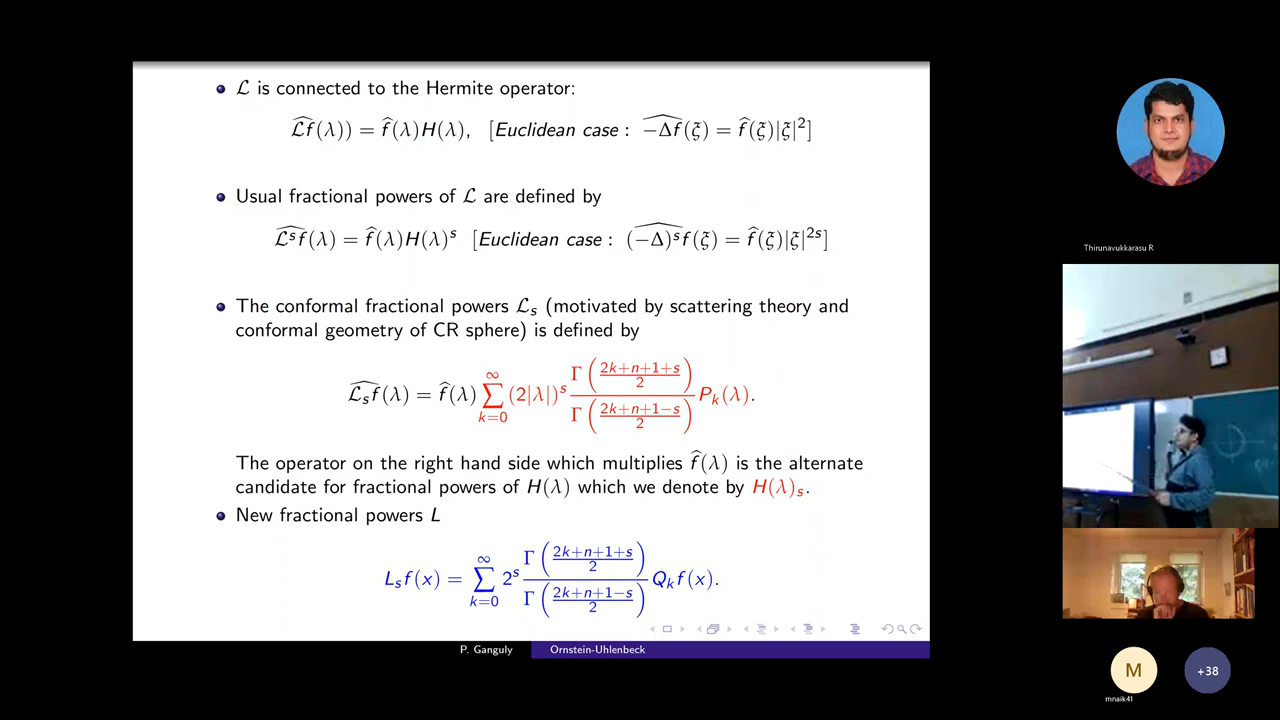 • ℒ is connected to the Hermite operator:
$\widehat{\mathcal{L}f}(\lambda)) = \hat{f}(\lambda)H(\lambda),\ [Euclidean\ case:\ \widehat{-\Delta f}(\xi) = \hat{f}(\xi)|\xi|^2]$
• Usual fractional powers of ℒ are defined by
$\widehat{\mathcal{L}^s f}(\lambda) = \hat{f}(\lambda)H(\lambda)^s\ [Euclidean\ case:\ \widehat{(-\Delta)^s f}(\xi) = \hat{f}(\xi)|\xi|^{2s}]$
• The conformal fractional powers $\mathcal{L}_s$ (motivated by scattering theory and
conformal geometry of CR sphere) is defined by
$\widehat{\mathcal{L}_s f}(\lambda) = \hat{f}(\lambda)\sum_{k=0}^{\infty}(2|\lambda|)^s \frac{\Gamma\left(\frac{2k+n+1+s}{2}\right)}{\Gamma\left(\frac{2k+n+1-s}{2}\right)}P_k(\lambda).$
The operator on the right hand side which multiplies $\hat{f}(\lambda)$ is the alternate
candidate for fractional powers of $H(\lambda)$ which we denote by $H(\lambda)_s$.
• New fractional powers L
$L_s f(x) = \sum_{k=0}^{\infty} 2^s \frac{\Gamma\left(\frac{2k+n+1+s}{2}\right)}{\Gamma\left(\frac{2k+n+1-s}{2}\right)}Q_k f(x).$
P. Ganguly Ornstein-Uhlenbeck
Thirunavukkarasu R
M
mnaik41
+38